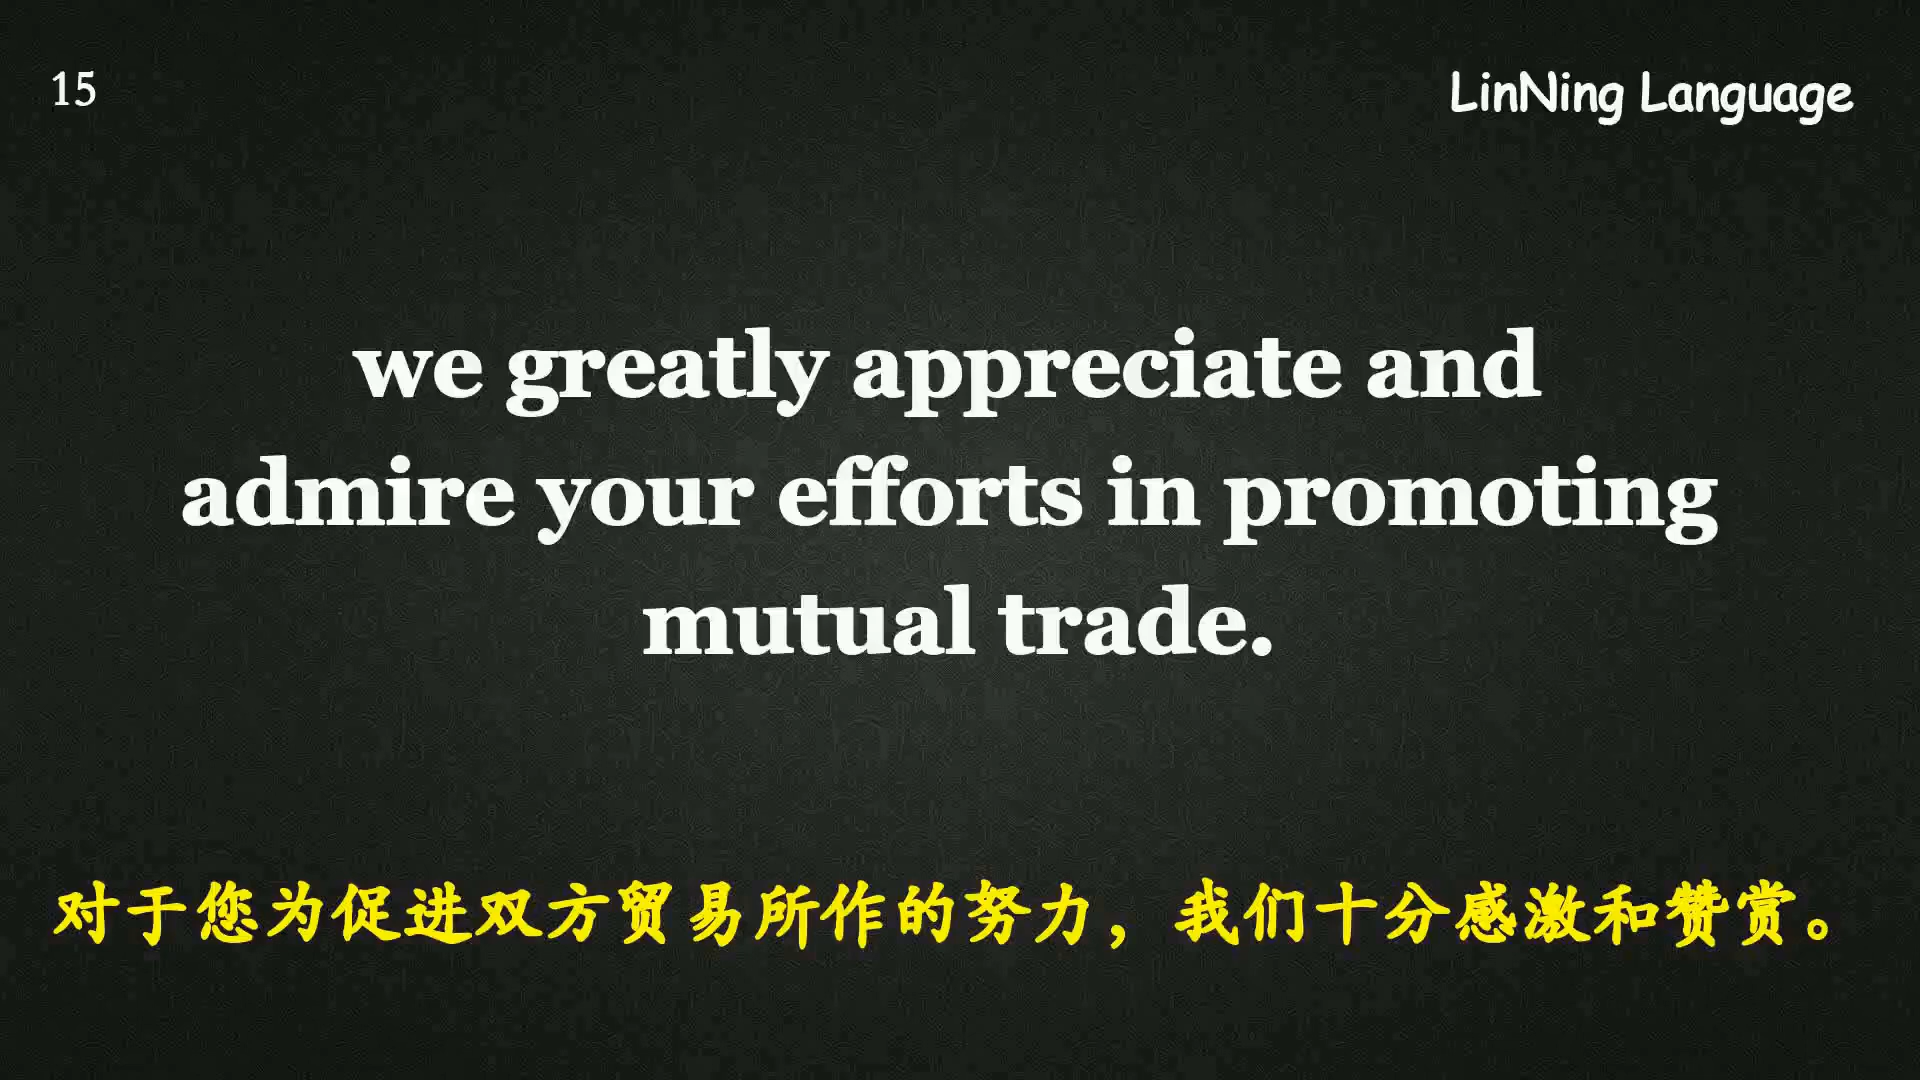 15
LinNing Language
we greatly appreciate and
admire your efforts in promoting
mutual trade.
对于您为促进双方贸易所作的努力，我们十分感激和赞赏。